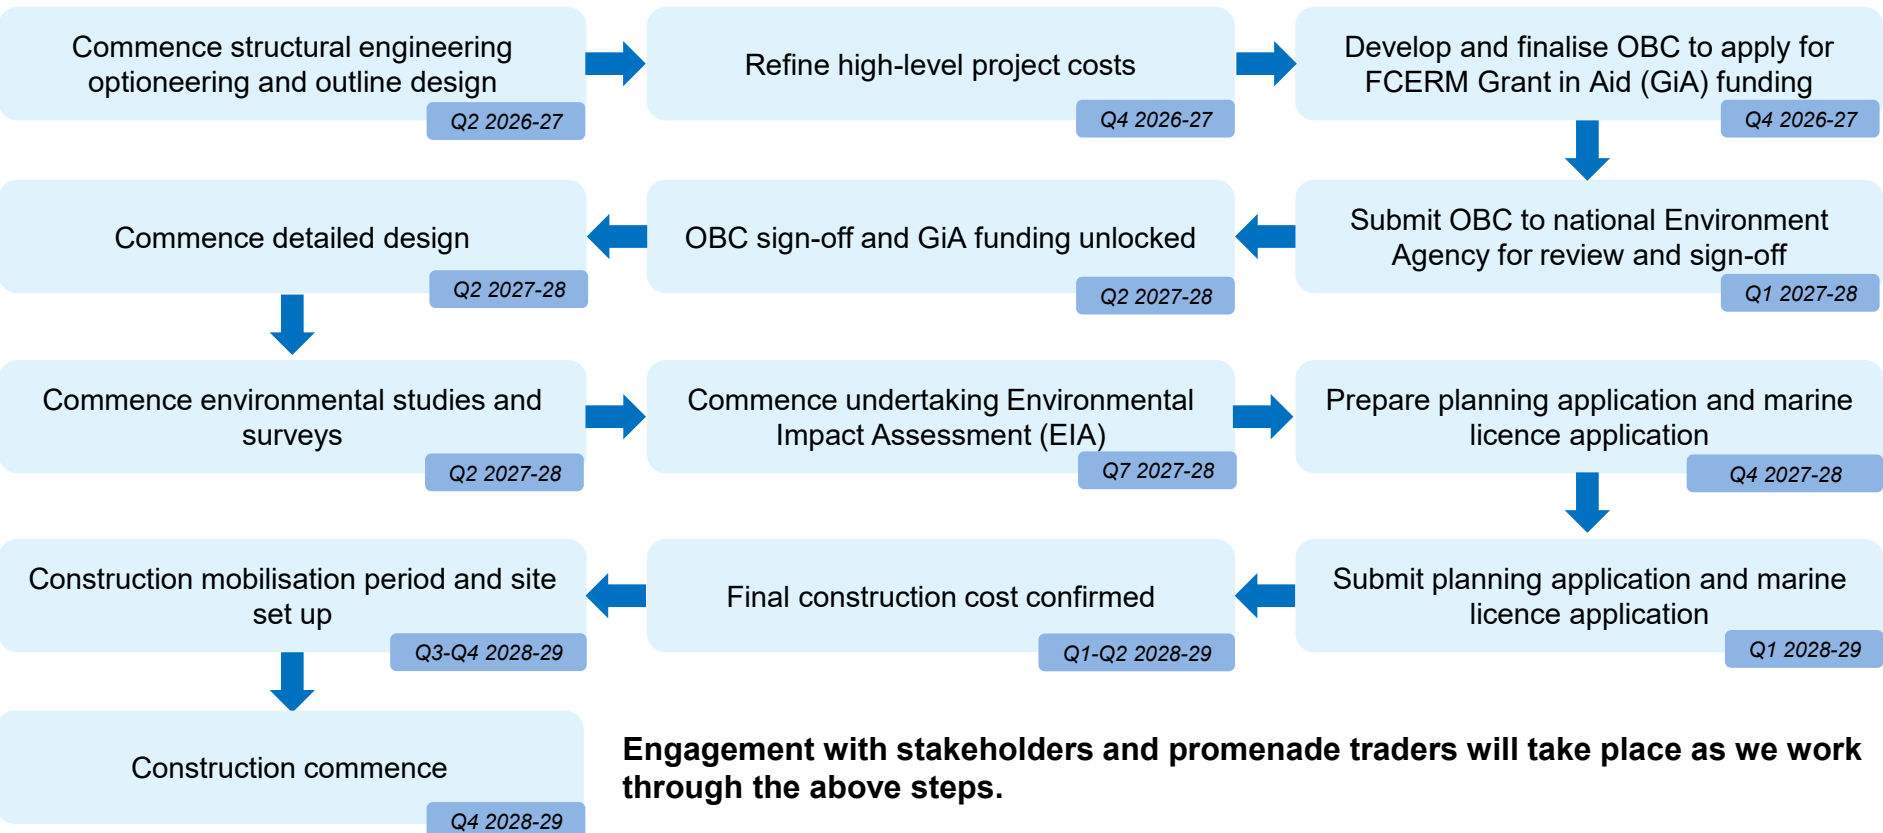 Commence structural engineering
optioneering and outline design
Q2 2026-27
Refine high-level project costs
Q4 2026-27
Develop and finalise OBC to apply for
FCERM Grant in Aid (GiA) funding
Q4 2026-27
Submit OBC to national Environment
Agency for review and sign-off
Q1 2027-28
OBC sign-off and GiA funding unlocked
Q2 2027-28
Commence detailed design
Q2 2027-28
Commence environmental studies and
surveys
Q2 2027-28
Commence undertaking Environmental
Impact Assessment (EIA)
Q7 2027-28
Prepare planning application and marine
licence application
Q4 2027-28
Submit planning application and marine
licence application
Q1 2028-29
Final construction cost confirmed
Q1-Q2 2028-29
Construction mobilisation period and site
set up
Q3-Q4 2028-29
Construction commence
Q4 2028-29
Engagement with stakeholders and promenade traders will take place as we work
through the above steps.